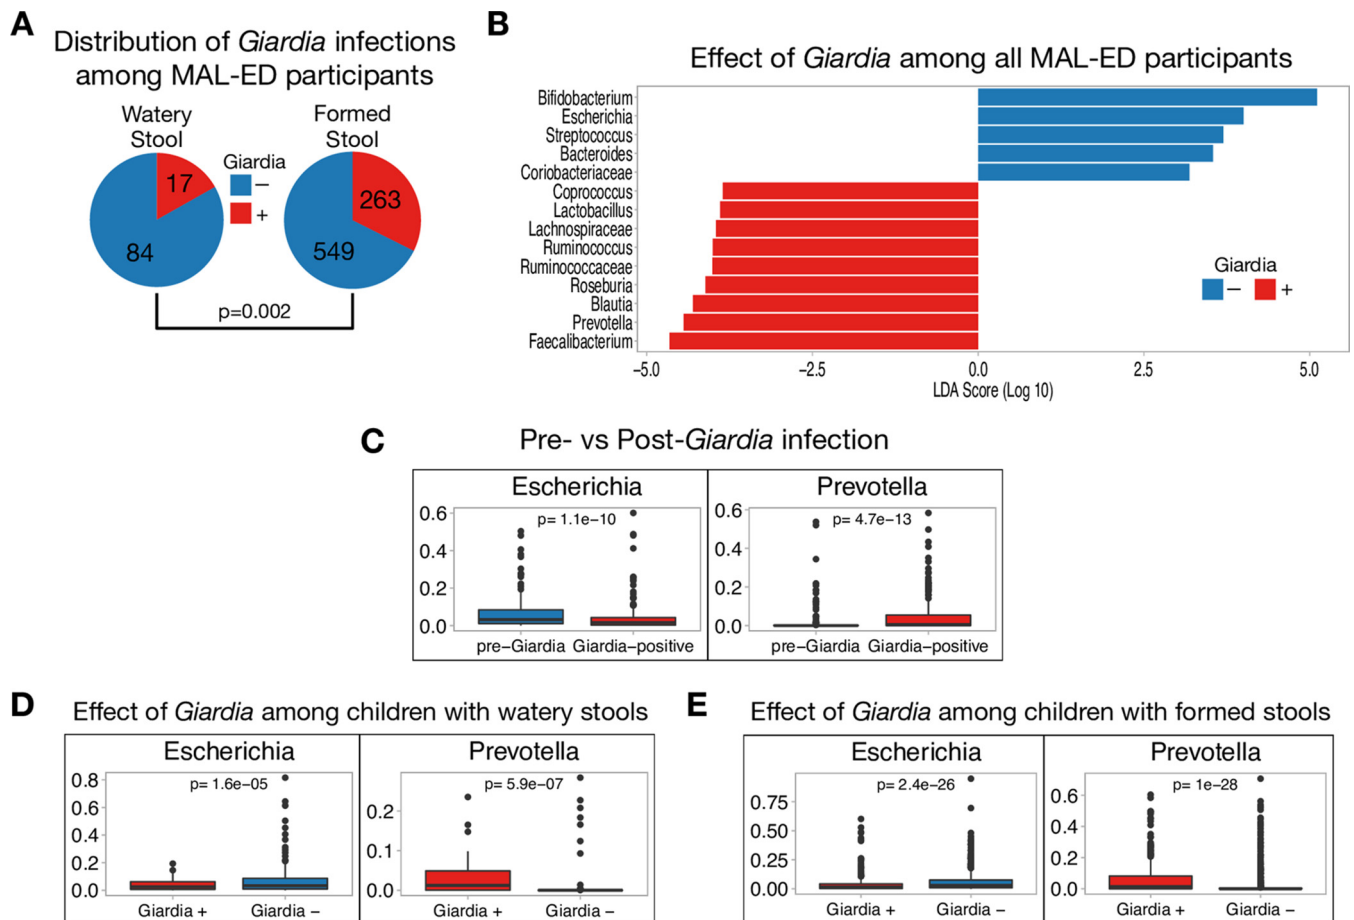 A
Distribution of Giardia infections
among MAL-ED participants
Watery
Stool
Formed
Stool
Giardia
−
+
17
84
263
549
p=0.002
B
Effect of Giardia among all MAL-ED participants
Bifidobacterium
Escherichia
Streptococcus
Bacteroides
Coriobacteriaceae
Coprococcus
Lactobacillus
Lachnospiraceae
Ruminococcus
Ruminococcaceae
Roseburia
Blautia
Prevotella
Faecalibacterium
Giardia
− +
−5.0 −2.5 0.0 2.5 5.0
LDA Score (Log 10)
C
Pre- vs Post-Giardia infection
Escherichia
p= 1.1e−10
0.6
0.4
0.2
0.0
pre−Giardia Giardia−positive
Prevotella
p= 4.7e−13
0.6
0.4
0.2
0.0
pre−Giardia Giardia−positive
D
Effect of Giardia among children with watery stools
Escherichia
p= 1.6e−05
0.8
0.6
0.4
0.2
0.0
Giardia + Giardia −
Prevotella
p= 5.9e−07
0.2
0.1
0.0
Giardia + Giardia −
E
Effect of Giardia among children with formed stools
Escherichia
p= 2.4e−26
0.75
0.50
0.25
0.00
Giardia + Giardia −
Prevotella
p= 1e−28
0.6
0.4
0.2
0.0
Giardia + Giardia −